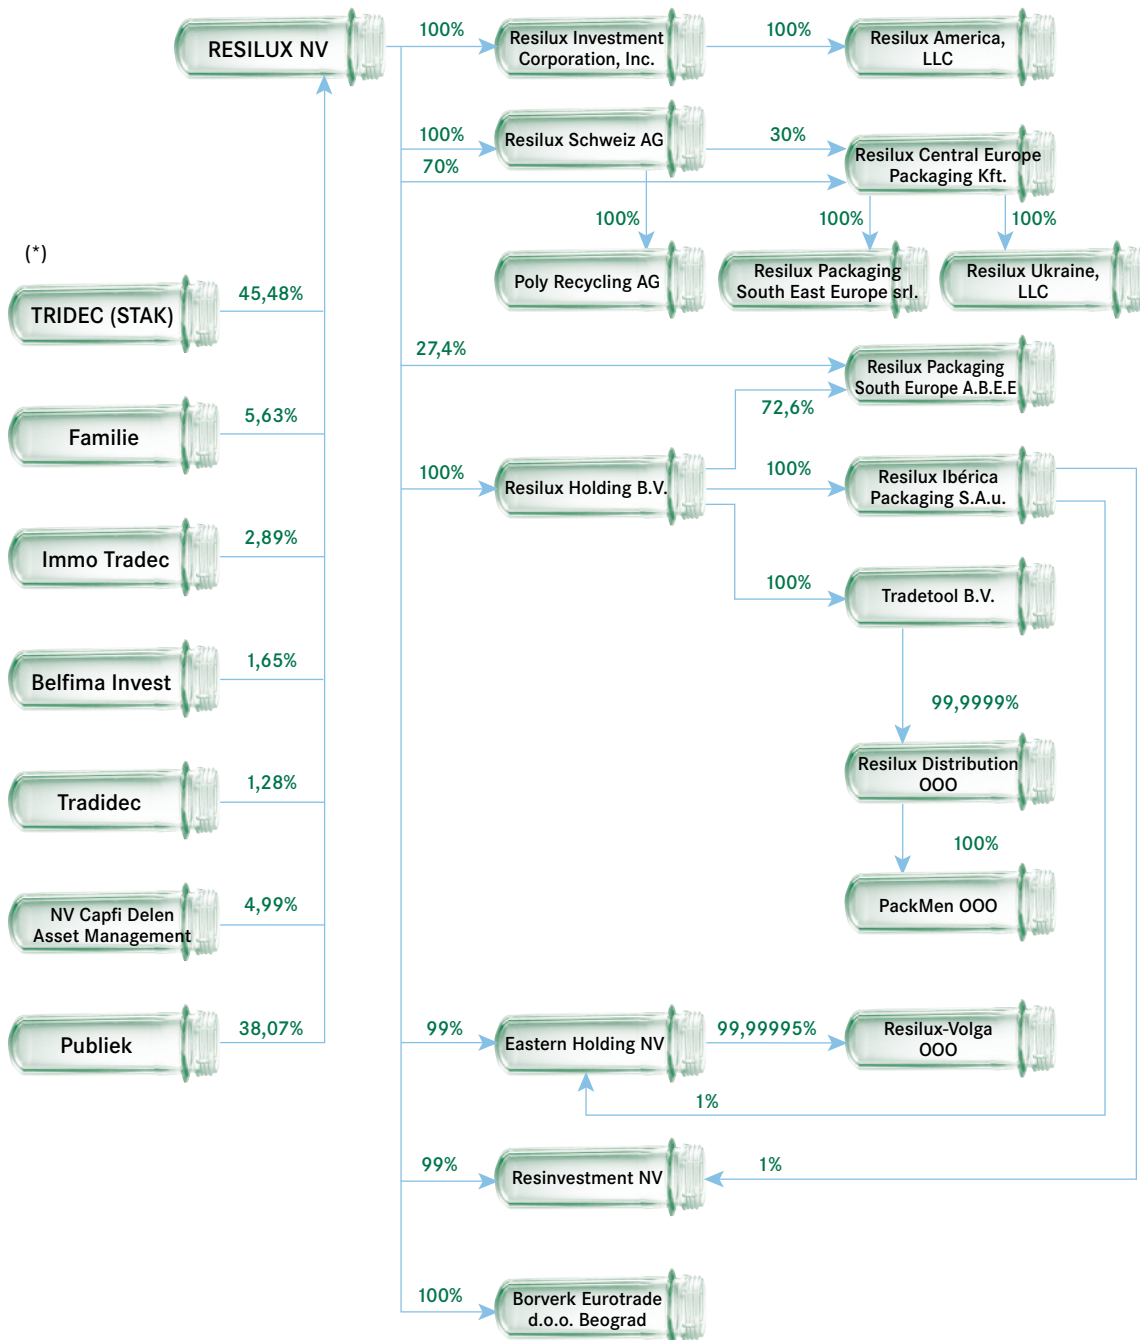 RESILUX NV
100%
Resilux Investment
Corporation, Inc.
100%
Resilux America,
LLC
100%
Resilux Schweiz AG
30%
Resilux Central Europe
Packaging Kft.
70%
100%
100%
100%
Poly Recycling AG
Resilux Packaging
South East Europe srl.
Resilux Ukraine,
LLC
(*)
TRIDEC (STAK)
45,48%
27,4%
Resilux Packaging
South Europe A.B.E.E
72,6%
Familie
5,63%
100%
Resilux Holding B.V.
100%
Resilux Ibérica
Packaging S.A.u.
Immo Tradec
2,89%
100%
Tradetool B.V.
Belfima Invest
1,65%
99,9999%
Resilux Distribution
OOO
Tradidec
1,28%
100%
PackMen OOO
NV Capfi Delen
Asset Management
4,99%
Publiek
38,07%
99%
Eastern Holding NV
99,99995%
Resilux-Volga
OOO
1%
99%
Resinvestment NV
1%
100%
Borverk Eurotrade
d.o.o. Beograd